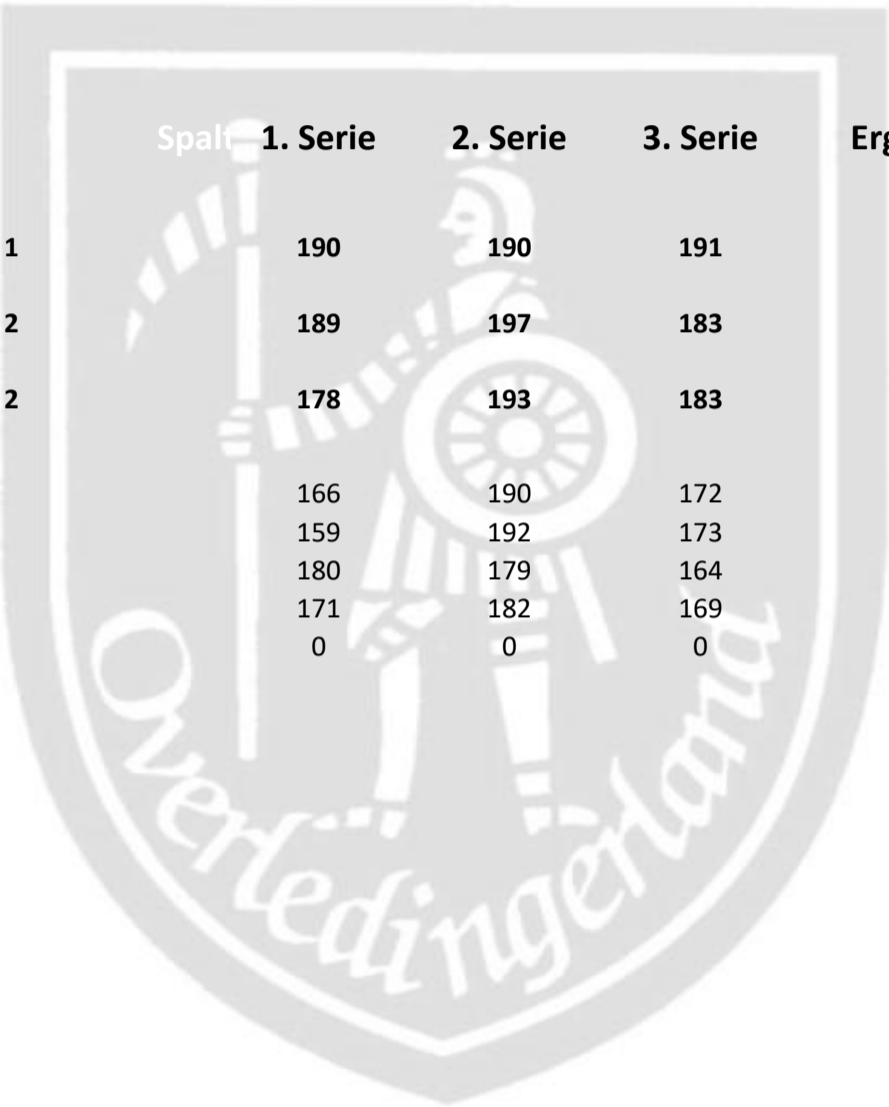 Spalt 1. Serie 2. Serie 3. Serie Erg
1 190 190 191
2 189 197 183
2 178 193 183
166 190 172
159 192 173
180 179 164
171 182 169
0 0 0
Overledingerland